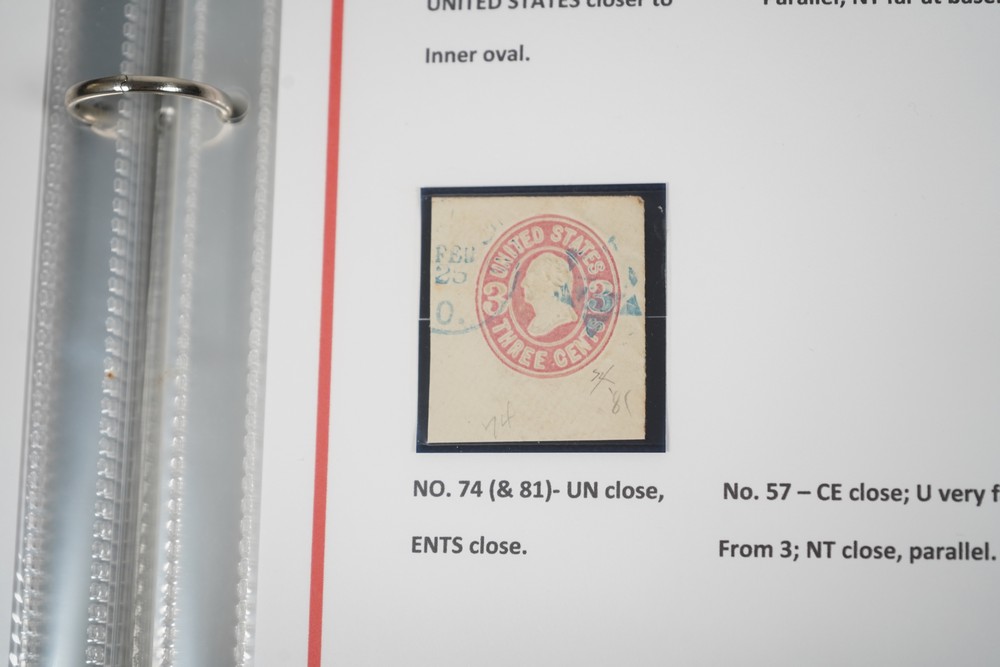 UNITED STATES closer to
Parallel; NT far at base
Inner oval.
UNITED STATES
FEB
25
O.
3 3
THREE CENTS
74
'81
74
NO. 74 (& 81)- UN close,
ENTS close.
No. 57 – CE close; U very f
From 3; NT close, parallel.